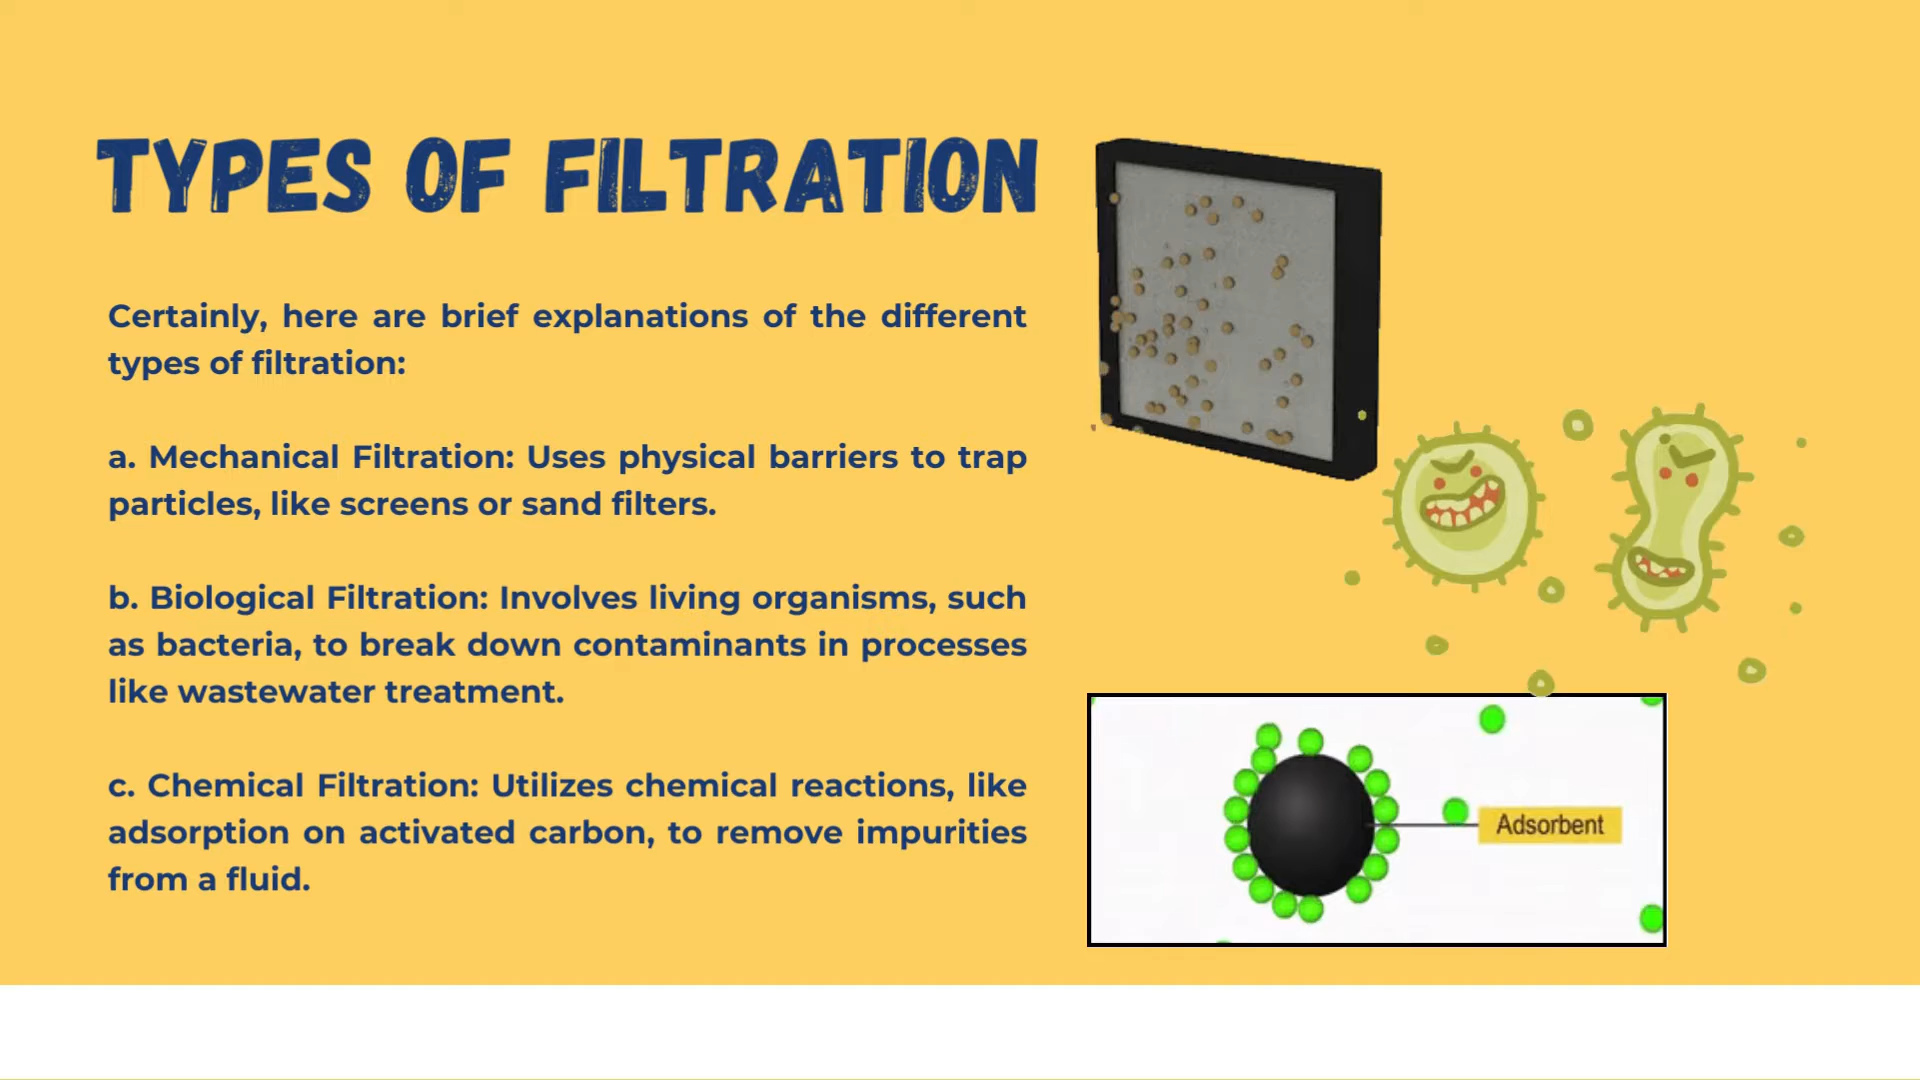 TYPES OF FILTRATION
Certainly, here are brief explanations of the different
types of filtration:
a. Mechanical Filtration: Uses physical barriers to trap
particles, like screens or sand filters.
b. Biological Filtration: Involves living organisms, such
as bacteria, to break down contaminants in processes
like wastewater treatment.
c. Chemical Filtration: Utilizes chemical reactions, like
adsorption on activated carbon, to remove impurities
from a fluid.
Adsorbent